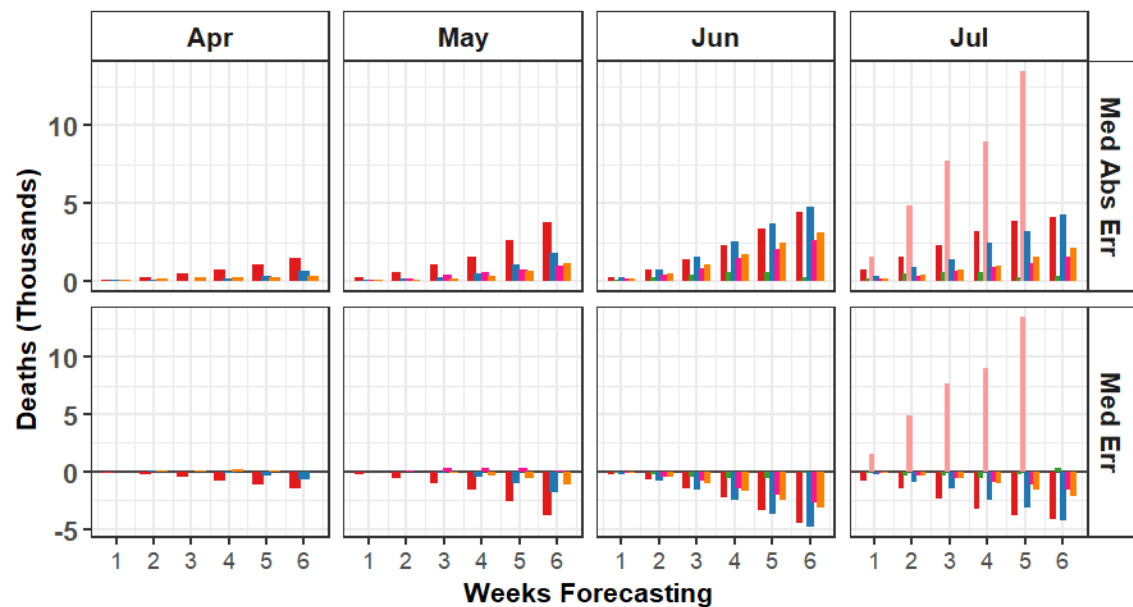 Apr May Jun Jul
Deaths (Thousands)
10
5
0
Med Abs Err
10
5
0
-5
Med Err
1 2 3 4 5 6 1 2 3 4 5 6 1 2 3 4 5 6 1 2 3 4 5 6
Weeks Forecasting